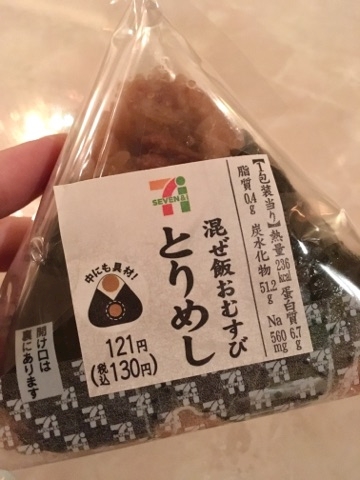 SEVEN&i
混ぜ飯おむすび
とりめし
【1包装当り】熱量236kcal 蛋白質6.7g
脂質0.4g 炭水化物51.2g Na560mg
中にも具材!
121円
(税込130円)
開け口は
裏にあります